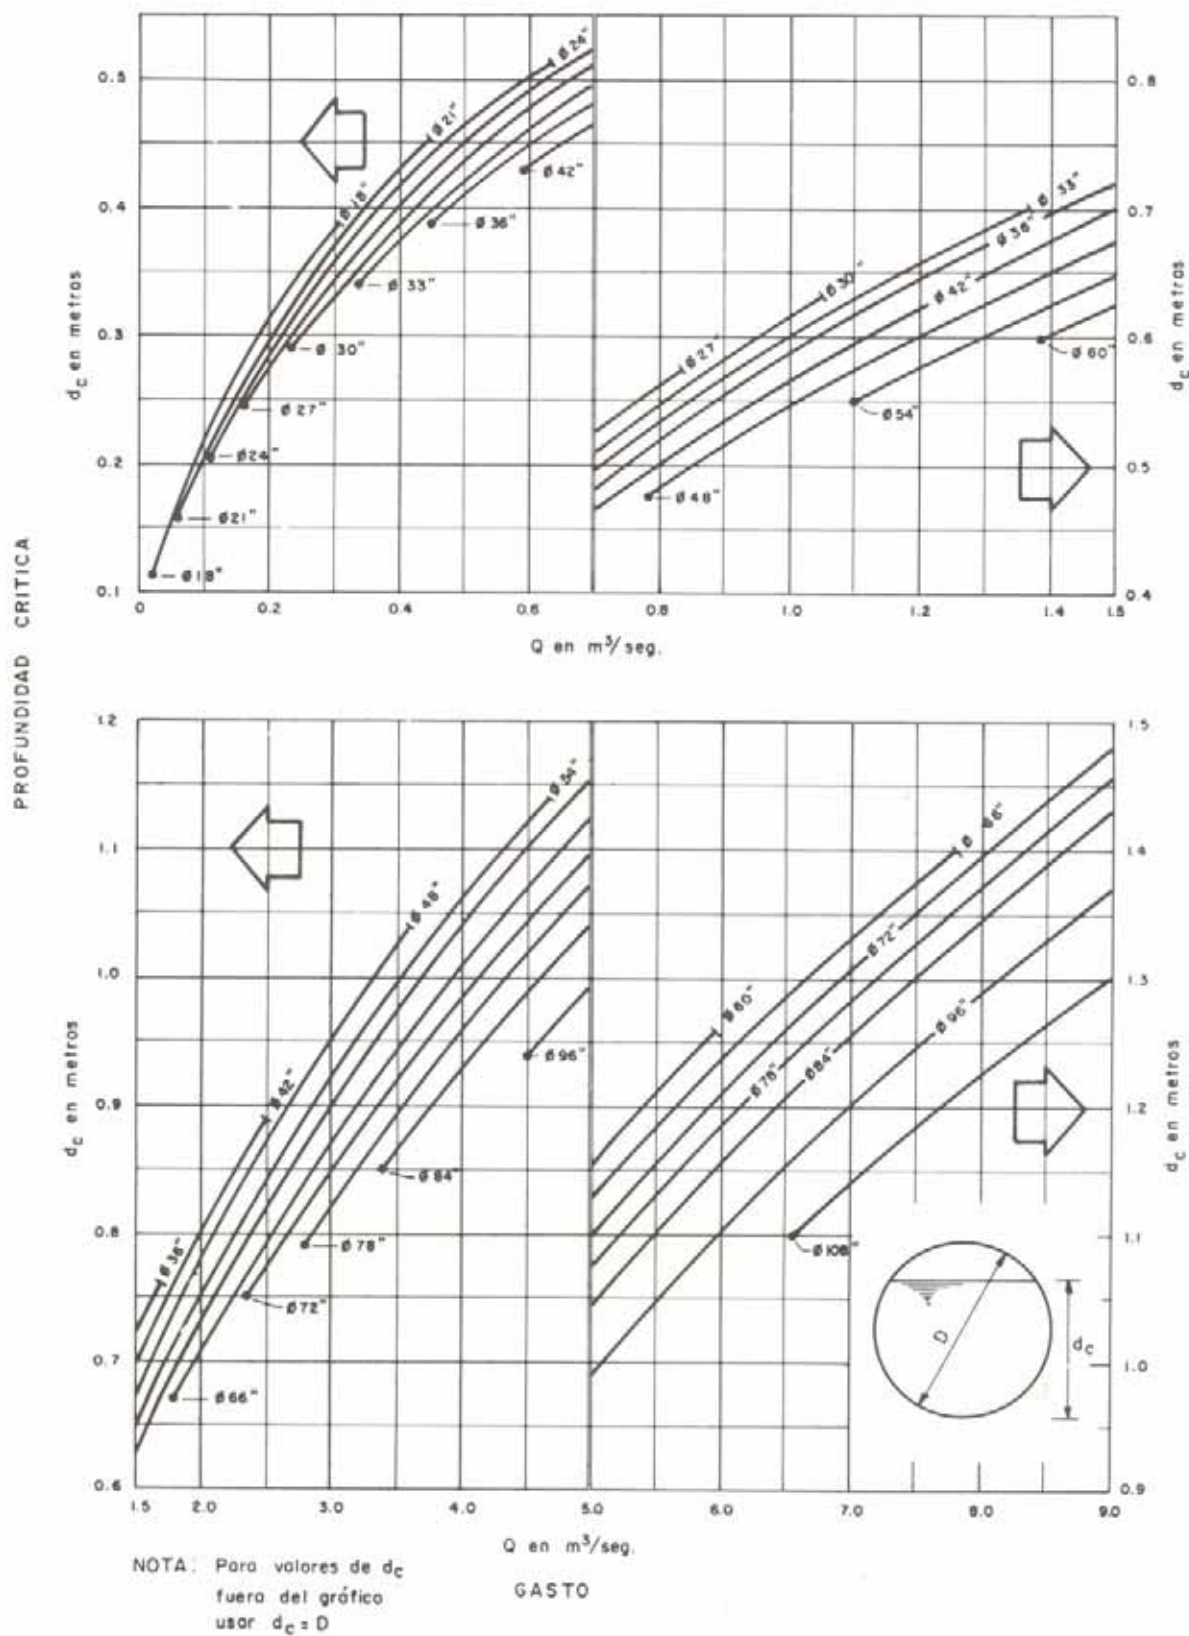 PROFUNDIDAD CRITICA
d_c en metros
0.5
0.4
0.3
0.2
0.1
Ø 24"
Ø 21"
Ø 18"
Ø 42"
Ø 36"
Ø 33"
Ø 30"
Ø 27"
Ø 24"
Ø 21"
Ø 18"
Ø 33"
Ø 36"
Ø 30"
Ø 42"
Ø 27"
Ø 60"
Ø 54"
Ø 48"
0.8
0.7
0.6
0.5
0.4
d_c en metros
0 0.2 0.4 0.6 0.8 1.0 1.2 1.4 1.5
Q en m³/seg.
d_c en metros
1.2
1.1
1.0
0.9
0.8
0.7
0.6
Ø 54"
Ø 48"
Ø 42"
Ø 36"
Ø 96"
Ø 84"
Ø 78"
Ø 72"
Ø 66"
Ø 72"
Ø 60"
Ø 96"
Ø 78"
Ø 84"
Ø 108"
D
d_c
1.5
1.4
1.3
1.2
1.1
1.0
0.9
d_c en metros
1.5 2.0 3.0 4.0 5.0 6.0 7.0 8.0 9.0
Q en m³/seg.
GASTO
NOTA: Para valores de d_c
fuera del gráfico
usar d_c = D